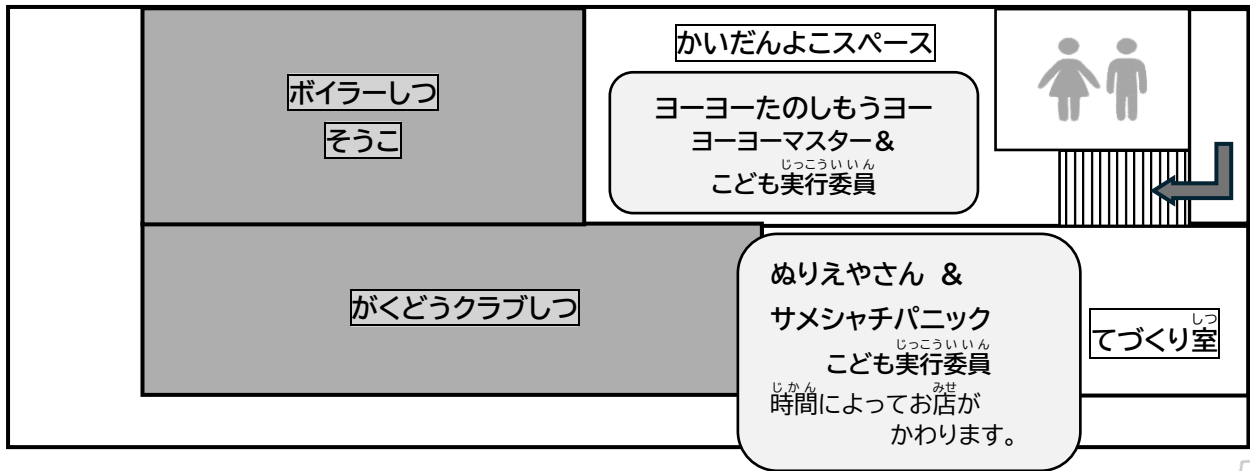 かいだんよこスペース
ボイラーしつ
そうこ
ヨーヨーたのしもうヨー
ヨーヨーマスター&
じっこういいん
こども実行委員
がくどうクラブしつ
ぬりえやさん &
サメシャチパニック
じっこういいん
こども実行委員
じかん みせ
時間によってお店が
かわります。
しつ
てづくり室